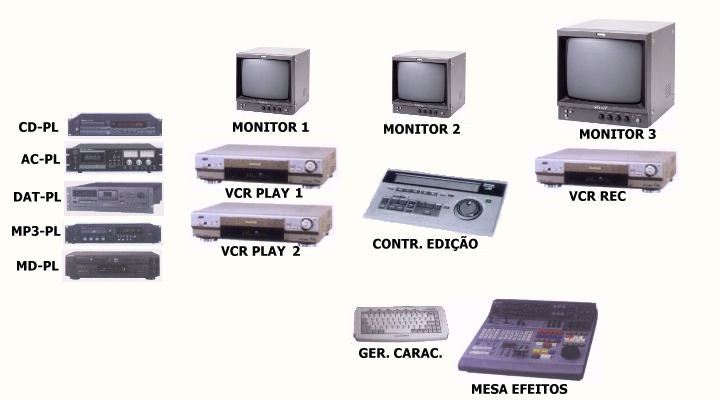 MONITOR 1
MONITOR 2
MONITOR 3
CD-PL
AC-PL
DAT-PL
MP3-PL
MD-PL
VCR PLAY 1
VCR PLAY 2
CONTR. EDIÇÃO
VCR REC
GER. CARAC.
MESA EFEITOS